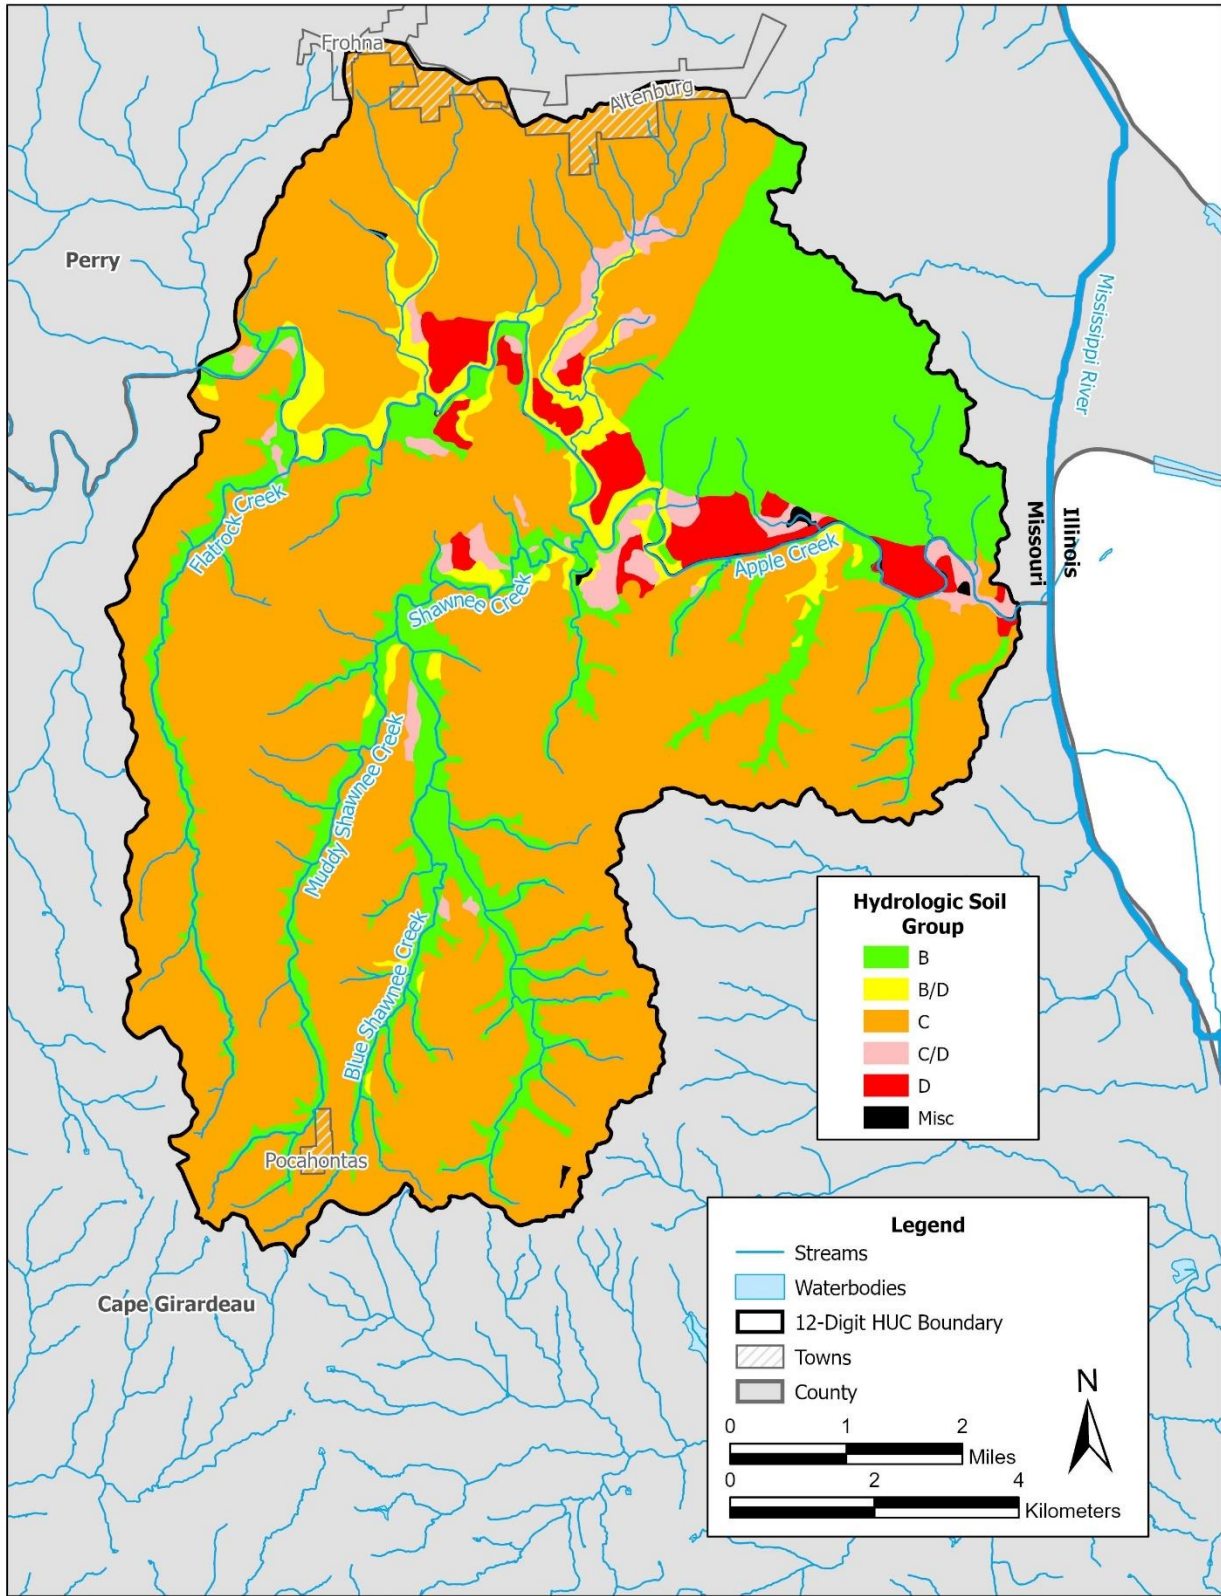 Frohna
Altenburg
Perry
Mississippi River
Illinois
Missouri
Flatrock Creek
Apple Creek
Shawnee Creek
Muddy Shawnee Creek
Blue Shawnee Creek
Pocahontas
Cape Girardeau
Hydrologic Soil
Group
B
B/D
C
C/D
D
Misc
Legend
Streams
Waterbodies
12-Digit HUC Boundary
Towns
County
N
0 1 2
Miles
0 2 4
Kilometers